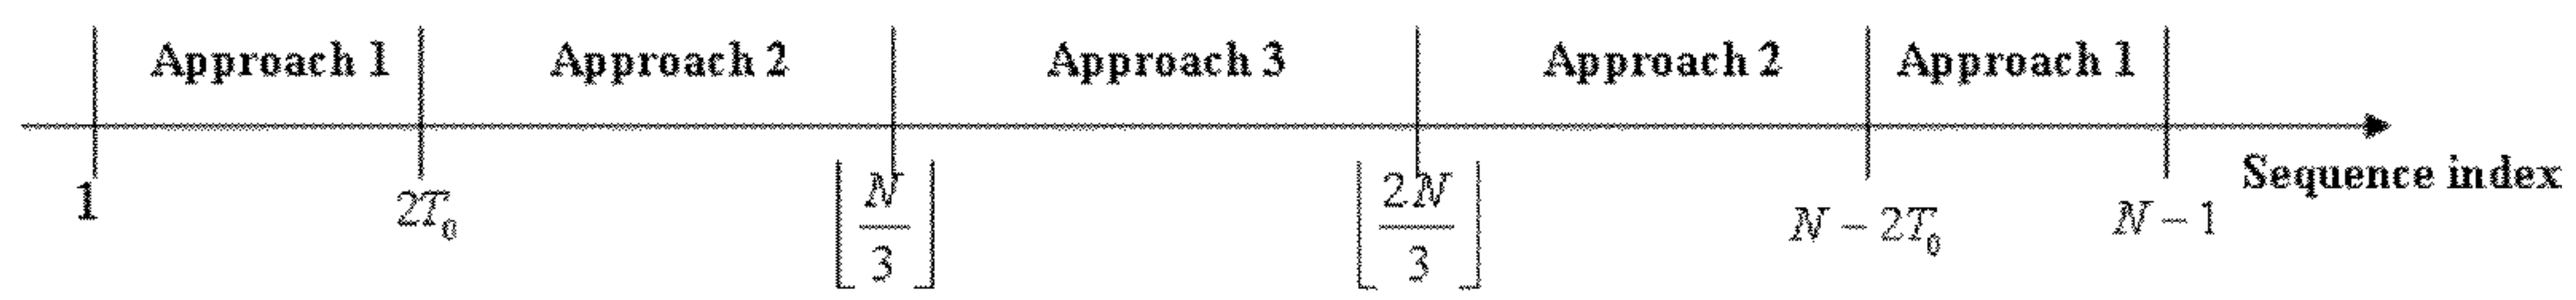 Approach 1 Approach 2 Approach 3 Approach 2 Approach 1
1 2T₀ ⌊N/3⌋ ⌊2N/3⌋ N − 2T₀ N − 1
Sequence index